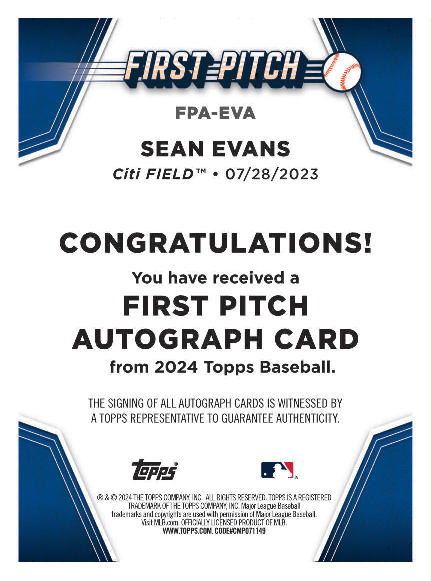 FIRST PITCH
FPA-EVA
SEAN EVANS
Citi FIELD™ • 07/28/2023
CONGRATULATIONS!
You have received a
FIRST PITCH
AUTOGRAPH CARD
from 2024 Topps Baseball.
THE SIGNING OF ALL AUTOGRAPH CARDS IS WITNESSED BY
A TOPPS REPRESENTATIVE TO GUARANTEE AUTHENTICITY.
topps
® & © 2024 THE TOPPS COMPANY, INC. ALL RIGHTS RESERVED. TOPPS IS A REGISTERED
TRADEMARK OF THE TOPPS COMPANY, INC. Major League Baseball
trademarks and copyrights are used with permission of Major League Baseball.
Visit MLB.com. OFFICIALLY LICENSED PRODUCT OF MLB.
WWW.TOPPS.COM. CODE#CMP071149